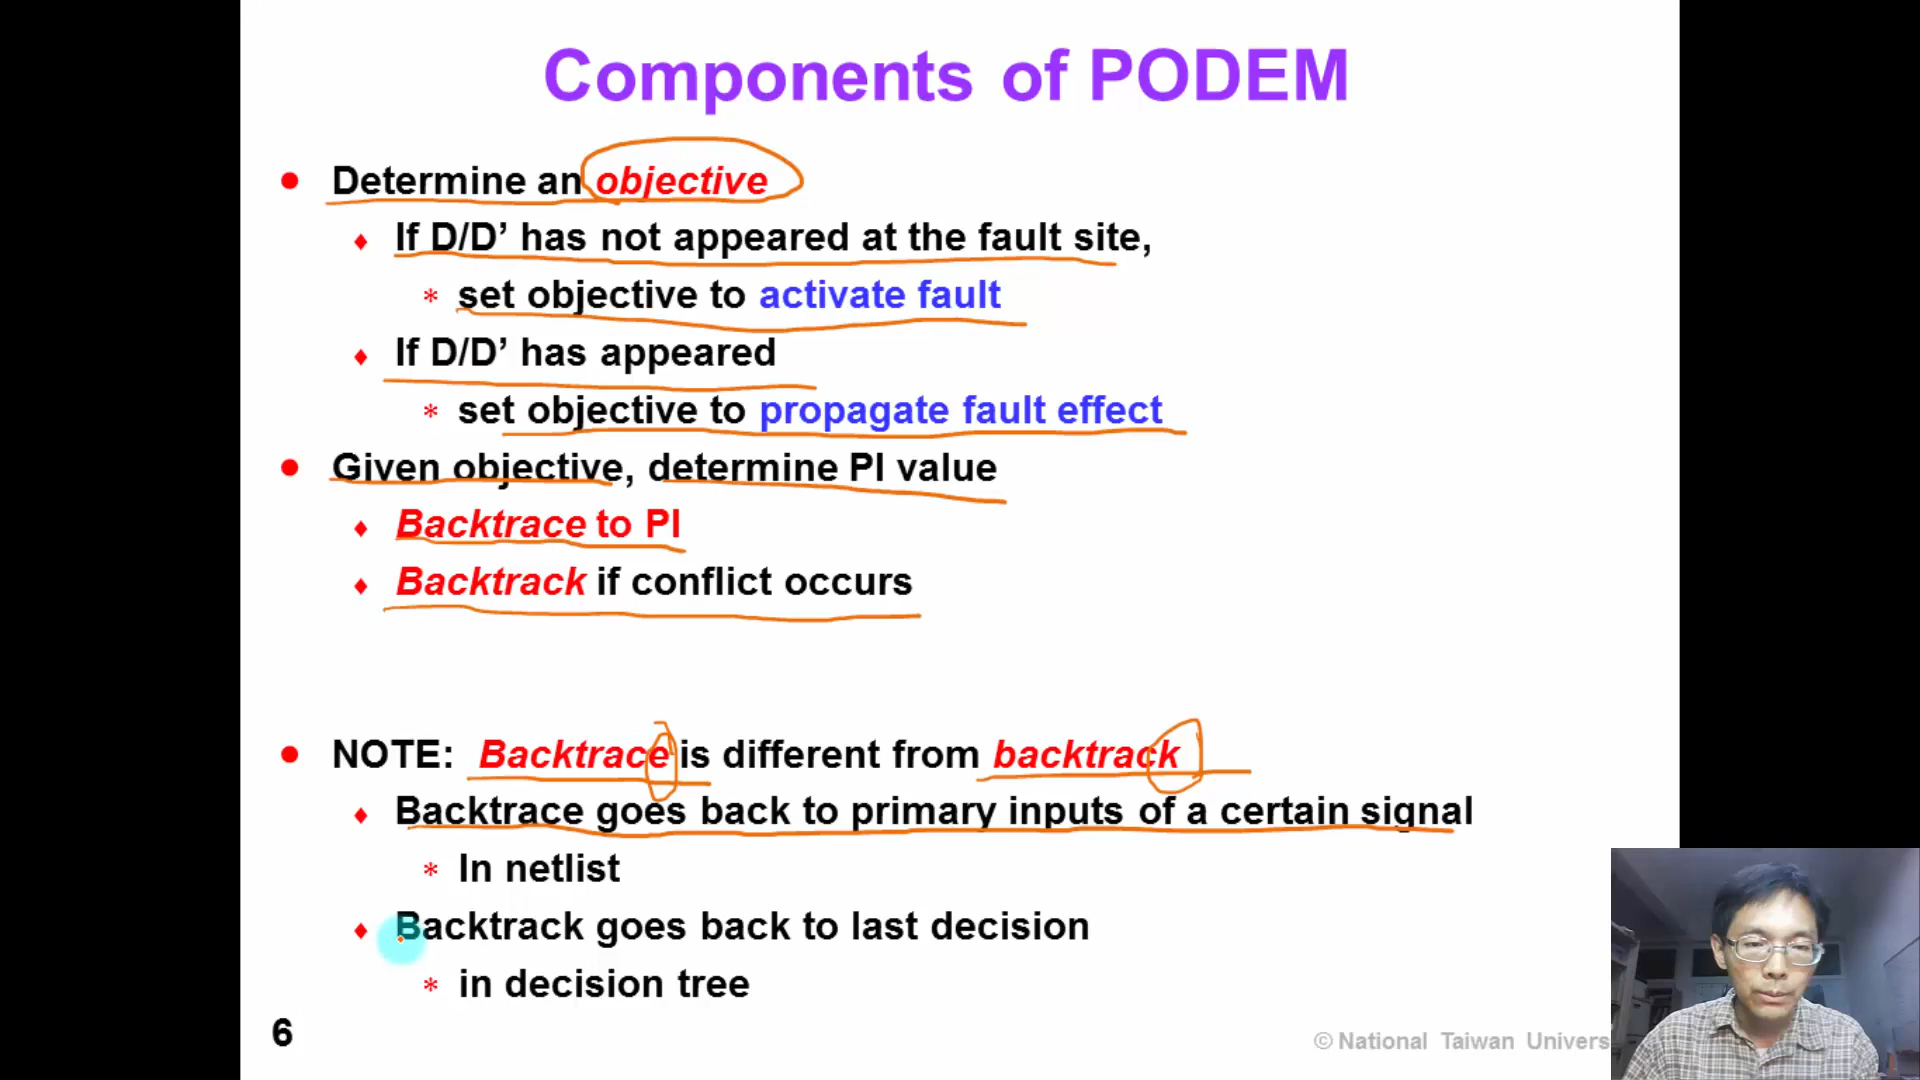 Components of PODEM
Determine an objective
If D/D’ has not appeared at the fault site,
set objective to activate fault
If D/D’ has appeared
set objective to propagate fault effect
Given objective, determine PI value
Backtrace to PI
Backtrack if conflict occurs
NOTE: Backtrace is different from backtrack
Backtrace goes back to primary inputs of a certain signal
In netlist
Backtrack goes back to last decision
in decision tree
6
© National Taiwan Univers